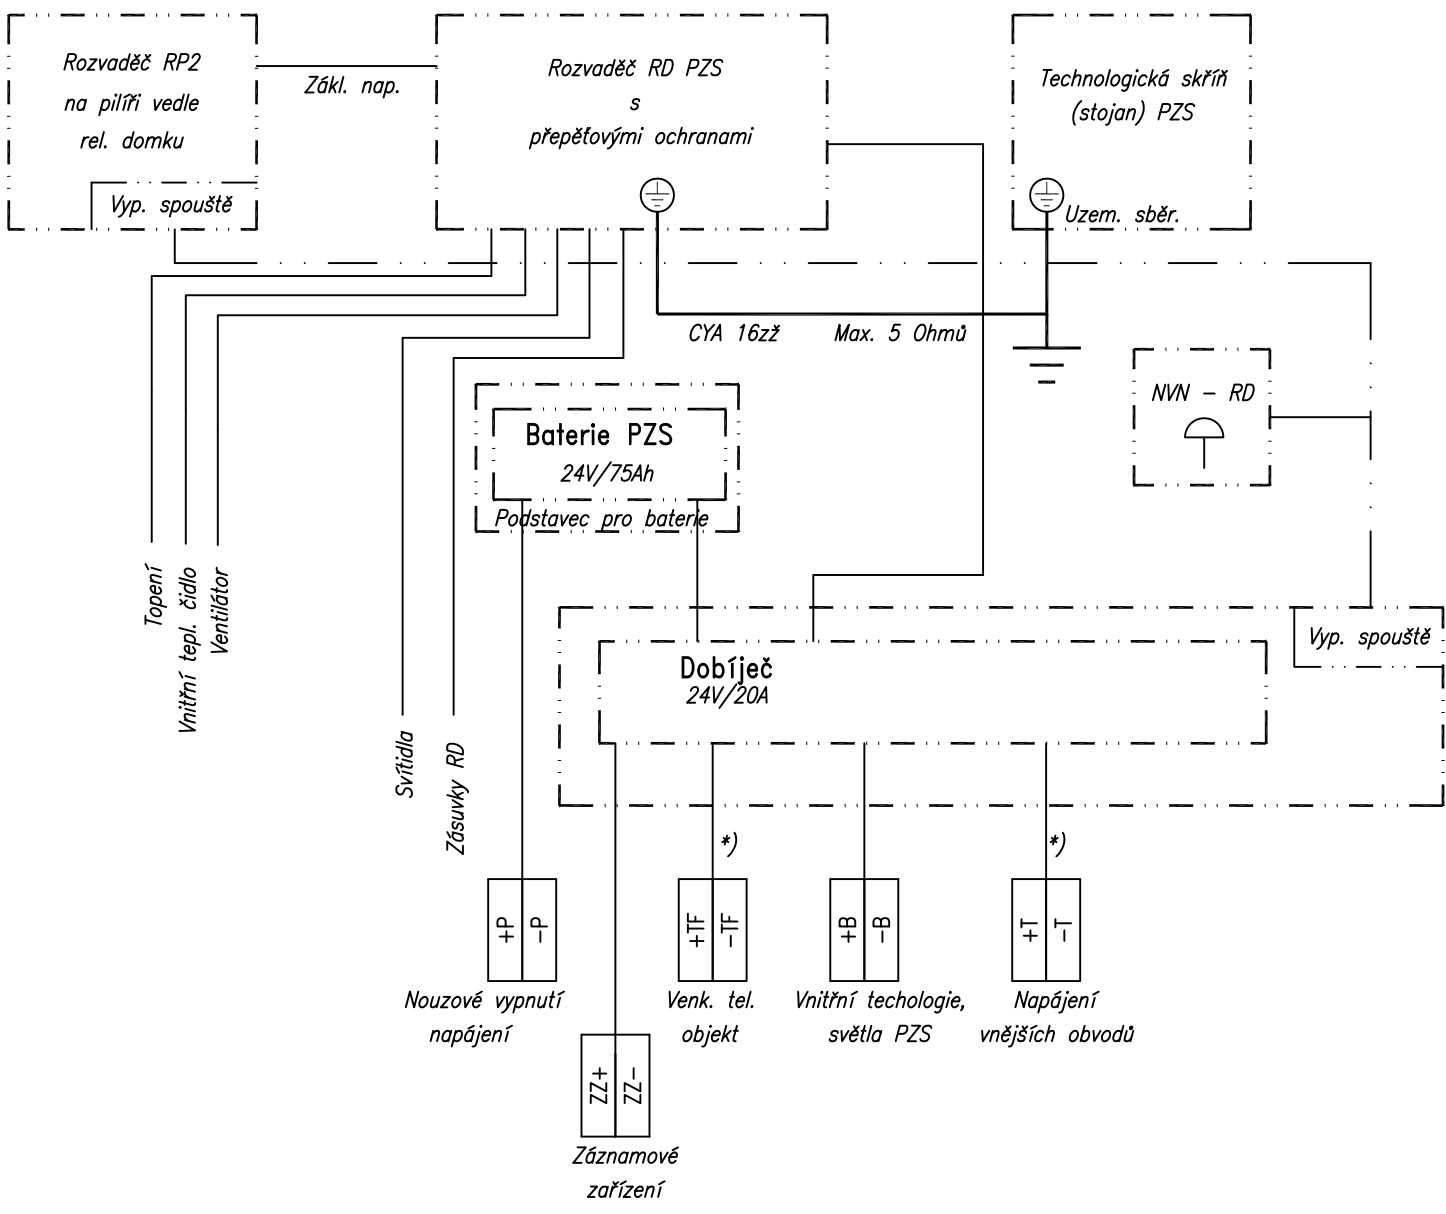 Rozvaděč RP2
na pilíři vedle
rel. domku
Vyp. spouště
Zákl. nap.
Rozvaděč RD PZS
s
přepěťovými ochranami
Technologická skříň
(stojan) PZS
Uzem. sběr.
CYA 16zž
Max. 5 Ohmů
NVN – RD
Baterie PZS
24V/75Ah
Podstavec pro baterie
Topení
Vnitřní tepl. čidlo
Ventilátor
Svítidla
Zásuvky RD
Dobíječ
24V/20A
Vyp. spouště
*)
*)
+P
–P
+TF
–TF
+B
–B
+T
–T
Nouzové vypnutí
napájení
Venk. tel.
objekt
Vnitřní techologie,
světla PZS
Napájení
vnějších obvodů
ZZ+
ZZ–
Záznamové
zařízení